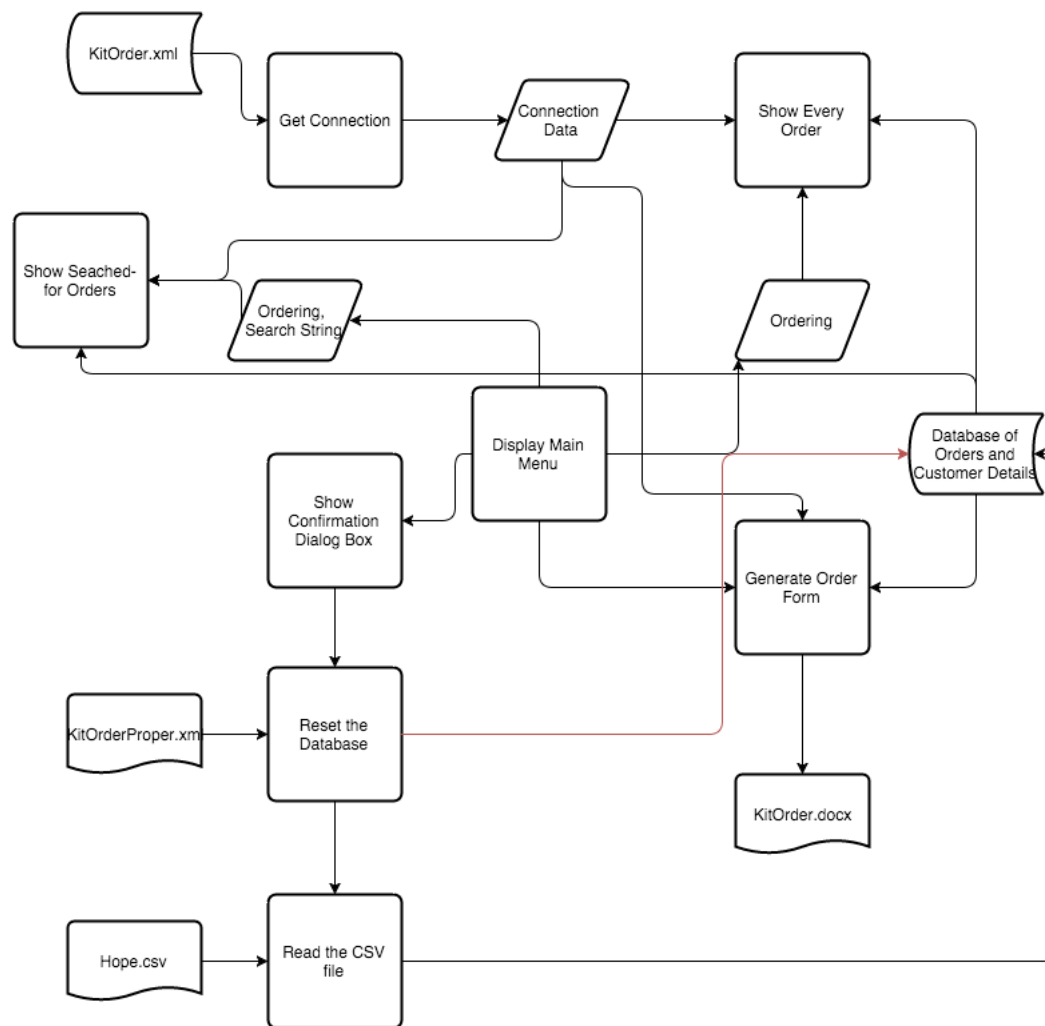 KitOrder.xml
Get Connection
Connection
Data
Show Every
Order
Show Seached-
for Orders
Ordering,
Search String
Ordering
Display Main
Menu
Database of
Orders and
Customer Details
Show
Confirmation
Dialog Box
Generate Order
Form
KitOrderProper.xm
Reset the
Database
KitOrder.docx
Hope.csv
Read the CSV
file